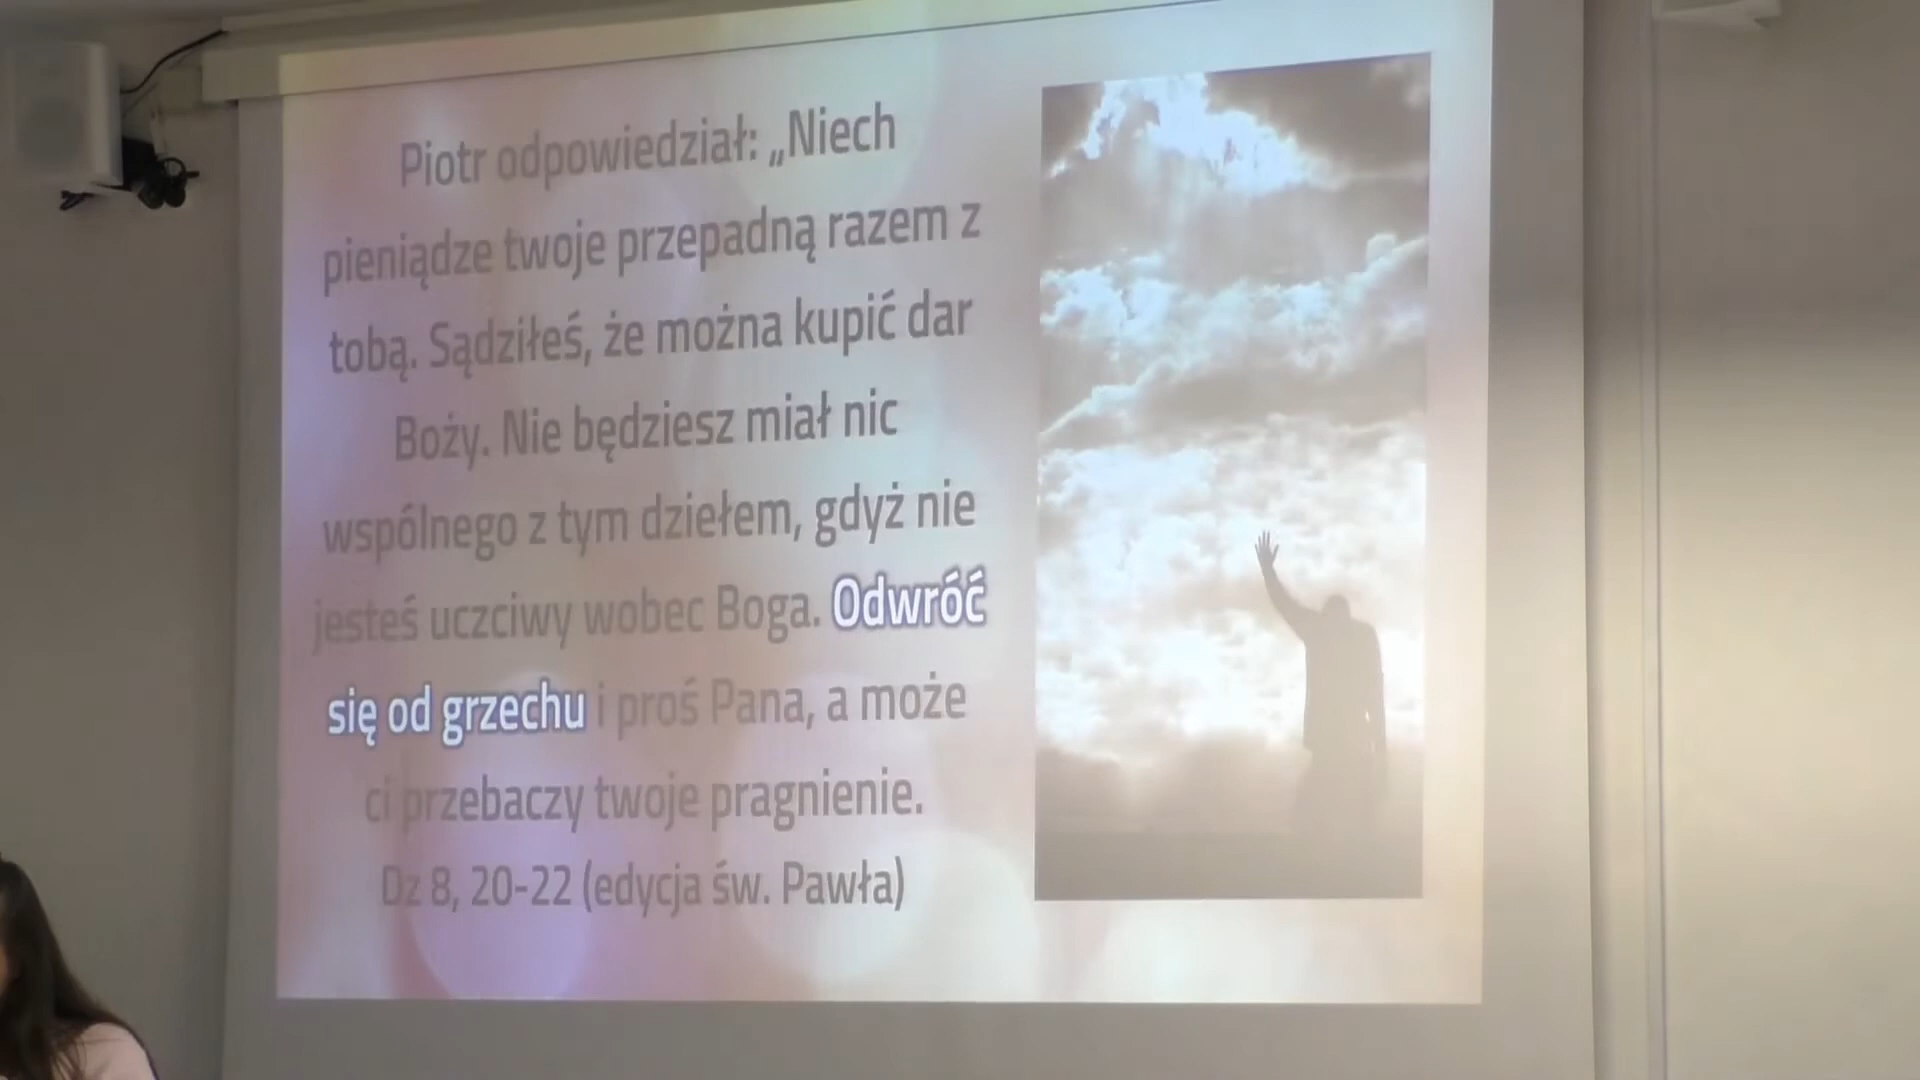 Piotr odpowiedział: „Niech
pieniądze twoje przepadną razem z
tobą. Sądziłeś, że można kupić dar
Boży. Nie będziesz miał nic
wspólnego z tym dziełem, gdyż nie
jesteś uczciwy wobec Boga. Odwróć
się od grzechu i proś Pana, a może
ci przebaczy twoje pragnienie.
Dz 8, 20-22 (edycja św. Pawła)